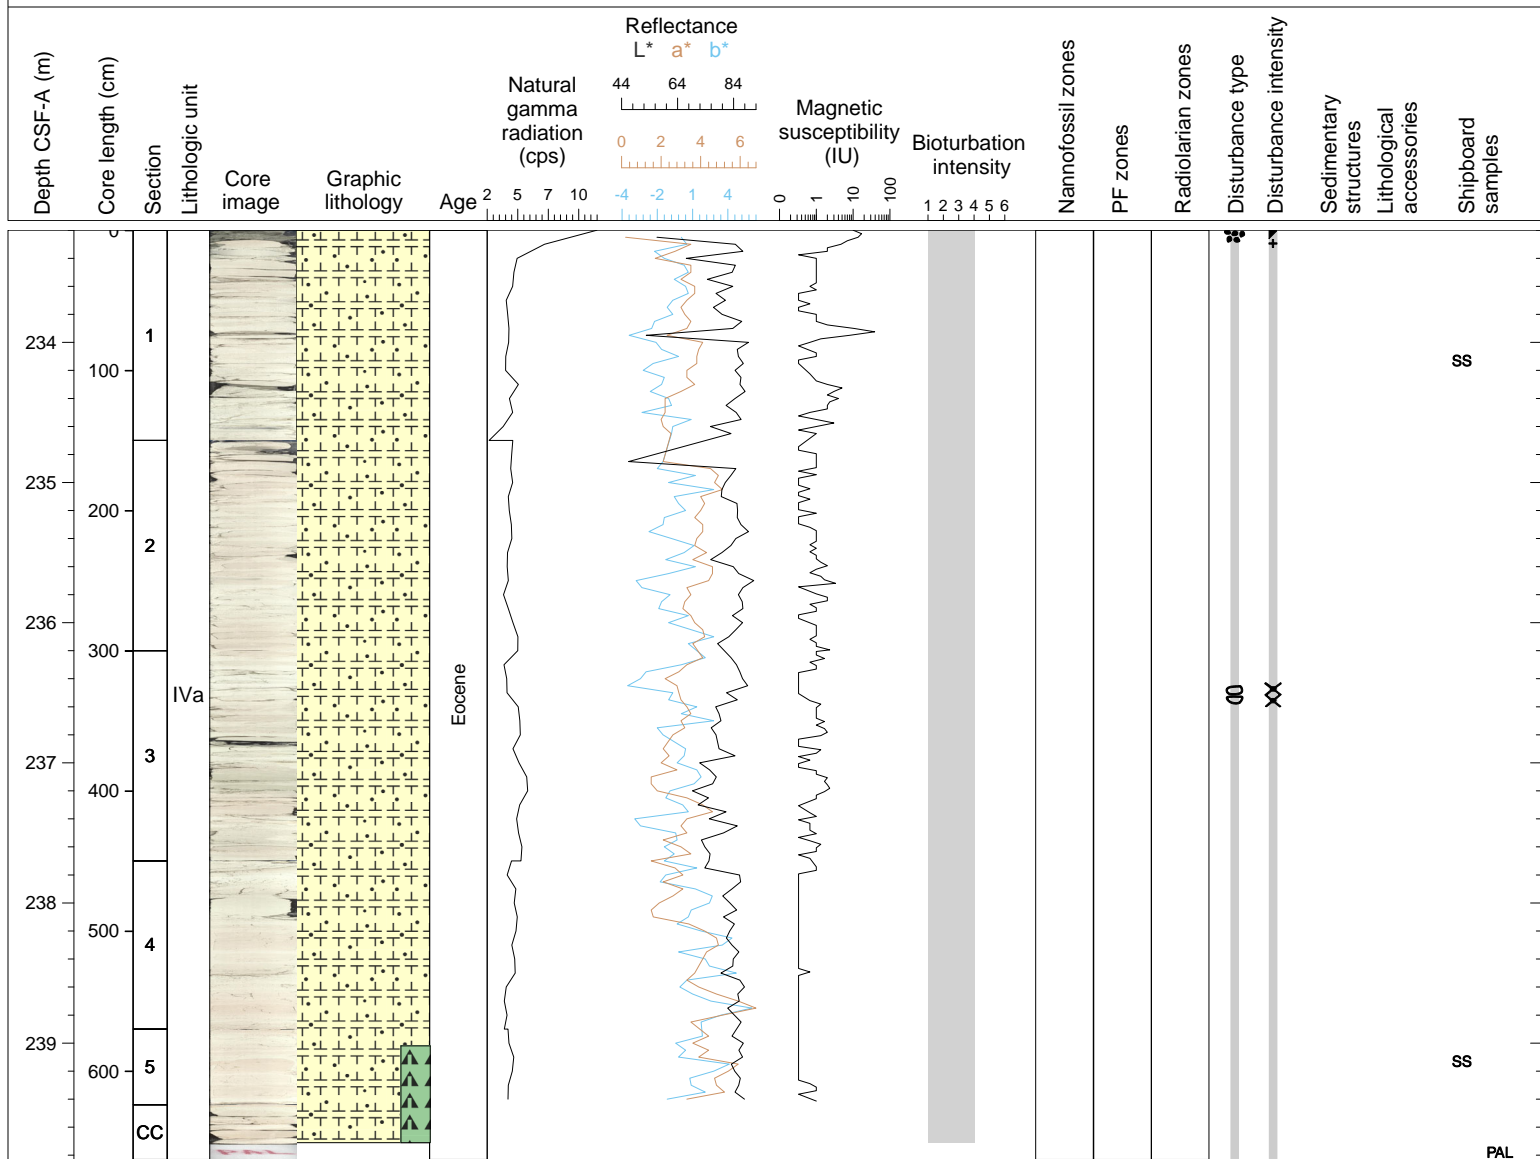 Depth CSF-A (m)
Core length (cm)
Section
Lithologic unit
Core
image
Graphic
lithology
Age
Natural
gamma
radiation
(cps)
2 5 7 10
Reflectance
L* a* b*
44 64 84
0 2 4 6
-4 -2 1 4
Magnetic
susceptibility
(IU)
0 1 10 100
Bioturbation
intensity
1 2 3 4 5 6
Nannofossil zones
PF zones
Radiolarian zones
Disturbance type
Disturbance intensity
Sedimentary
structures
Lithological
accessories
Shipboard
samples
0
1
234
SS
100
235
200
2
236
300
IVa
Eocene
3
237
400
238
500
4
239
SS
5
600
CC
PAL